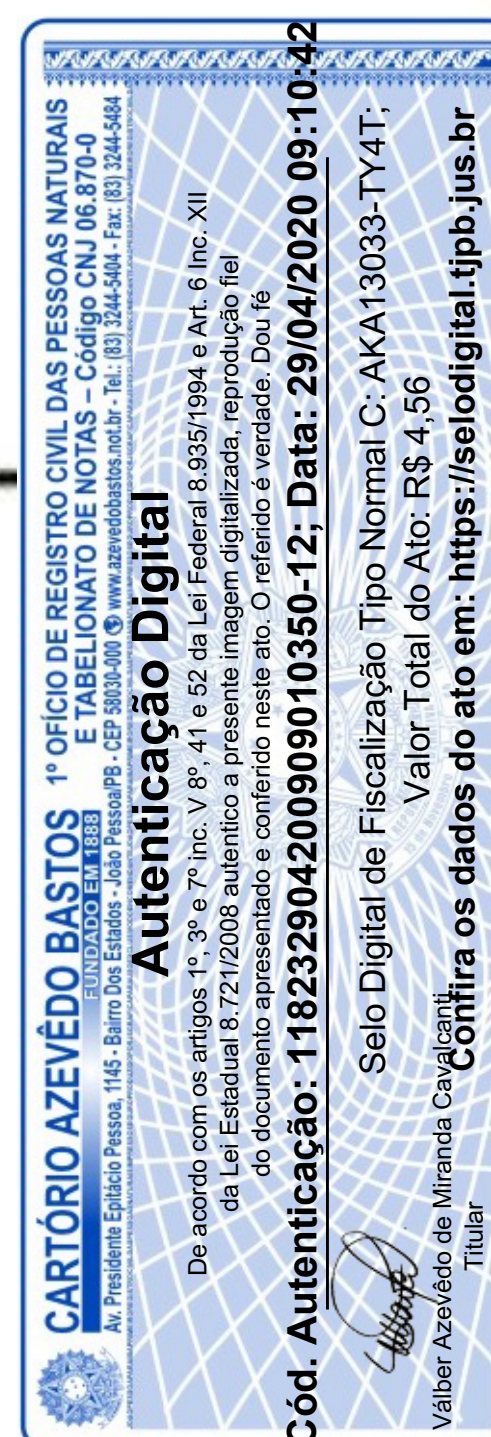 CARTÓRIO AZEVÊDO BASTOS
FUNDADO EM 1888
1º OFÍCIO DE REGISTRO CIVIL DAS PESSOAS NATURAIS
E TABELIONATO DE NOTAS – Código CNJ 06.870-0
Av. Presidente Epitácio Pessoa, 1145 - Bairro Dos Estados - João Pessoa/PB - CEP 58030-000 www.azevedobastos.not.br - Tel.: (83) 3244-5404 - Fax: (83) 3244-5484
Autenticação Digital
De acordo com os artigos 1º, 3º e 7º inc. V 8º, 41 e 52 da Lei Federal 8.935/1994 e Art. 6 Inc. XII
da Lei Estadual 8.721/2008 autentico a presente imagem digitalizada, reprodução fiel
do documento apresentado e conferido neste ato. O referido é verdade. Dou fé
Cód. Autenticação: 118232904200909010350-12; Data: 29/04/2020 09:10:42
Selo Digital de Fiscalização Tipo Normal C: AKA13033-TY4T;
Valor Total do Ato: R$ 4,56
Válber Azevêdo de Miranda Cavalcanti
Titular
Confira os dados do ato em: https://selodigital.tjpb.jus.br